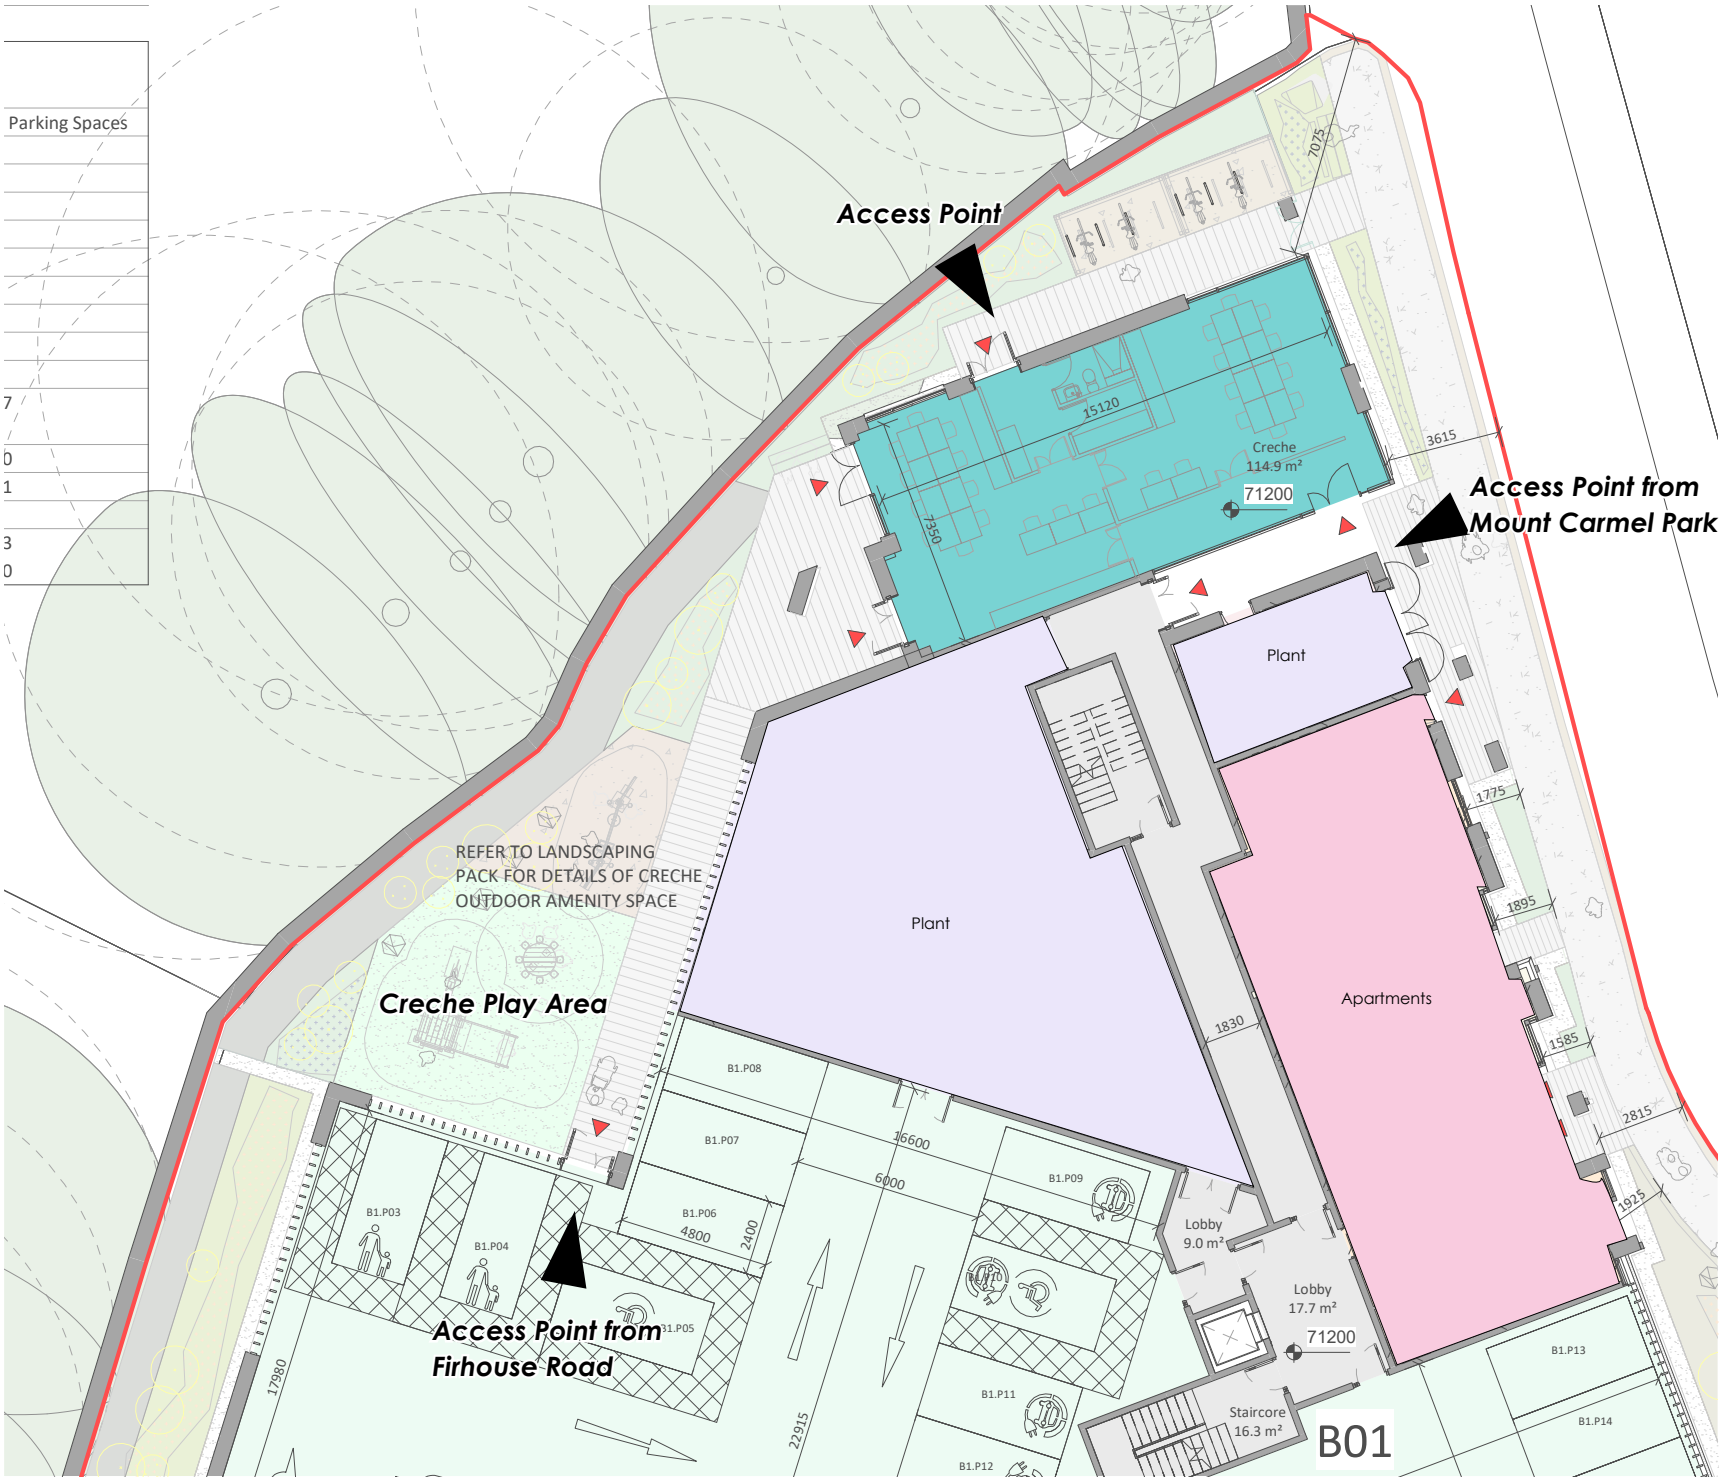 Parking Spaces
7
0
1
3
0
Access Point
7075
15120
Creche
114.9 m²
71200
3615
7350
Access Point from
Mount Carmel Park
Plant
1775
1895
REFER TO LANDSCAPING
PACK FOR DETAILS OF CRECHE
OUTDOOR AMENITY SPACE
Plant
Creche Play Area
Apartments
1830
1585
2815
1925
B1.P08
B1.P07
B1.P06
16600
6000
4800
2400
B1.P09
B1.P03
B1.P04
B1.P05
B1.P10
Lobby
9.0 m²
Lobby
17.7 m²
71200
Access Point from
Firhouse Road
17980
22915
B1.P11
B1.P12
Staircore
16.3 m²
B01
B1.P13
B1.P14